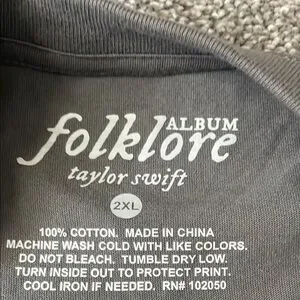 ALBUM
folklore
taylor swift
2XL
100% COTTON. MADE IN CHINA
MACHINE WASH COLD WITH LIKE COLORS.
DO NOT BLEACH. TUMBLE DRY LOW.
TURN INSIDE OUT TO PROTECT PRINT.
COOL IRON IF NEEDED. RN# 102050